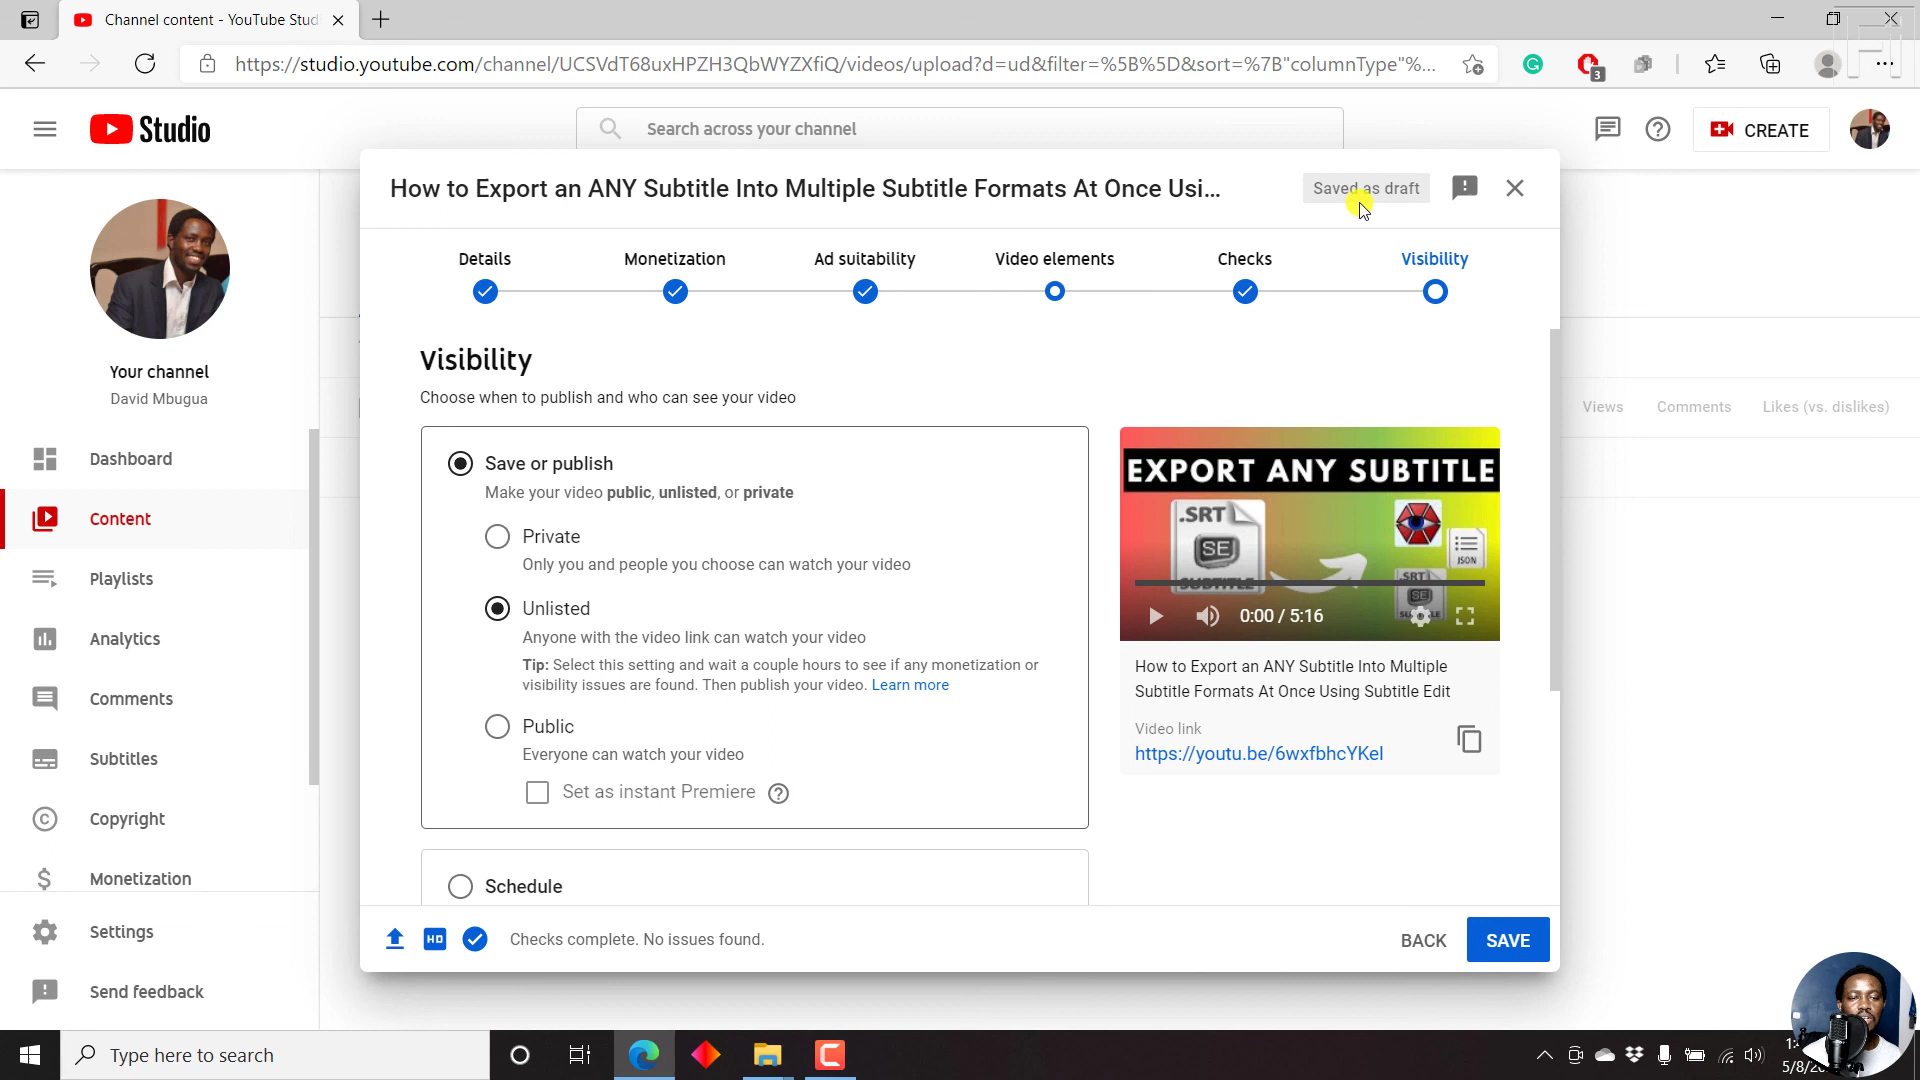 Channel content - YouTube Stud
https://studio.youtube.com/channel/UCSVdT68uxHPZH3QbWYZXfiQ/videos/upload?d=ud&filter=%5B%5D&sort=%7B"columnType"%...
3
Studio
Search across your channel
CREATE
How to Export an ANY Subtitle Into Multiple Subtitle Formats At Once Usi...
Saved as draft
Details
Monetization
Ad suitability
Video elements
Checks
Visibility
Your channel
David Mbugua
Dashboard
Content
Playlists
Analytics
Comments
Subtitles
Copyright
Monetization
Settings
Send feedback
Visibility
Choose when to publish and who can see your video
Save or publish
Make your video public, unlisted, or private
Private
Only you and people you choose can watch your video
Unlisted
Anyone with the video link can watch your video
Tip: Select this setting and wait a couple hours to see if any monetization or
visibility issues are found. Then publish your video. Learn more
Public
Everyone can watch your video
Set as instant Premiere
Schedule
EXPORT ANY SUBTITLE
.SRT
SE
SUBTITLE
JSON
.SRT
SE
0:00 / 5:16
How to Export an ANY Subtitle Into Multiple
Subtitle Formats At Once Using Subtitle Edit
Video link
https://youtu.be/6wxfbhcYKeI
Views
Comments
Likes (vs. dislikes)
HD
Checks complete. No issues found.
BACK
SAVE
Type here to search
5/8/20